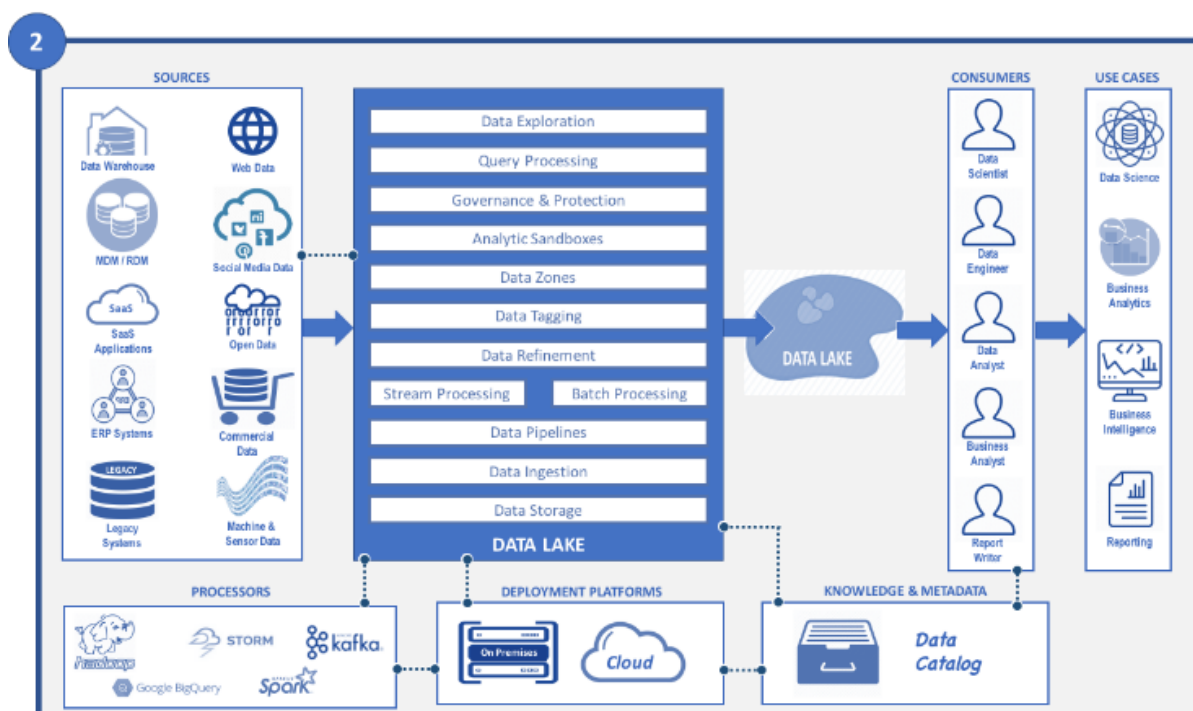 2
SOURCES
Data Warehouse
Web Data
MDM / RDM
Social Media Data
SaaS
SaaS
Applications
Open Data
ERP Systems
Commercial
Data
LEGACY
Legacy
Systems
Machine &
Sensor Data
Data Exploration
Query Processing
Governance & Protection
Analytic Sandboxes
Data Zones
Data Tagging
Data Refinement
Stream Processing
Batch Processing
Data Pipelines
Data Ingestion
Data Storage
DATA LAKE
DATA LAKE
CONSUMERS
Data
Scientist
Data
Engineer
Data
Analyst
Business
Analyst
Report
Writer
USE CASES
Data Science
Business
Analytics
</>
Business
Intelligence
Reporting
PROCESSORS
hadoop
STORM
kafka
Google BigQuery
Spark
DEPLOYMENT PLATFORMS
On Premises
Cloud
KNOWLEDGE & METADATA
Data
Catalog